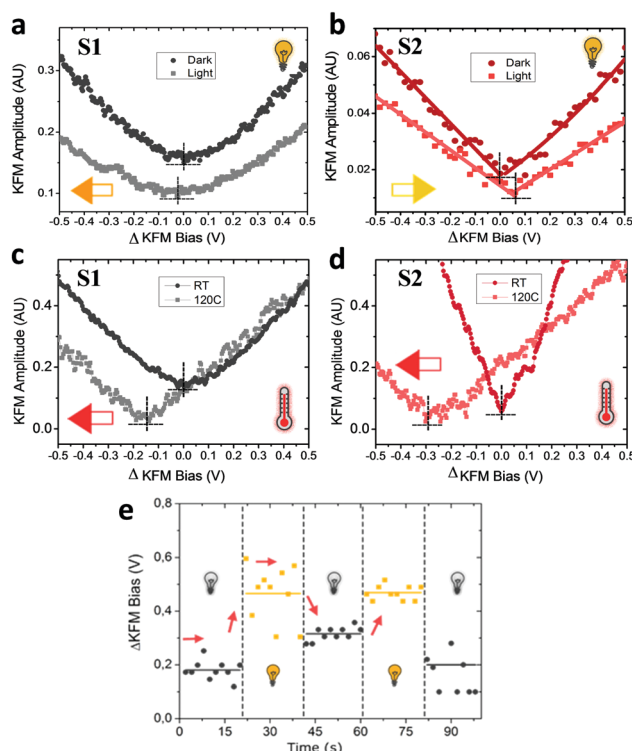 a
S1
Dark
Light
KFM Amplitude (AU)
0.3
0.2
0.1
-0.5 -0.4 -0.3 -0.2 -0.1 0.0 0.1 0.2 0.3 0.4 0.5
Δ KFM Bias (V)
b
S2
Dark
Light
KFM Amplitude (AU)
0.06
0.04
0.02
-0.5 -0.4 -0.3 -0.2 -0.1 0.0 0.1 0.2 0.3 0.4 0.5
Δ KFM Bias (V)
c
S1
RT
120C
KFM Amplitude (AU)
0.4
0.2
0.0
-0.5 -0.4 -0.3 -0.2 -0.1 0.0 0.1 0.2 0.3 0.4 0.5
Δ KFM Bias (V)
d
S2
RT
120C
KFM Amplitude (AU)
0.4
0.2
0.0
-0.5 -0.4 -0.3 -0.2 -0.1 0.0 0.1 0.2 0.3 0.4 0.5
Δ KFM Bias (V)
e
ΔKFM Bias (V)
0,8
0,6
0,4
0,2
0,0
0 15 30 45 60 75 90
Time (s)